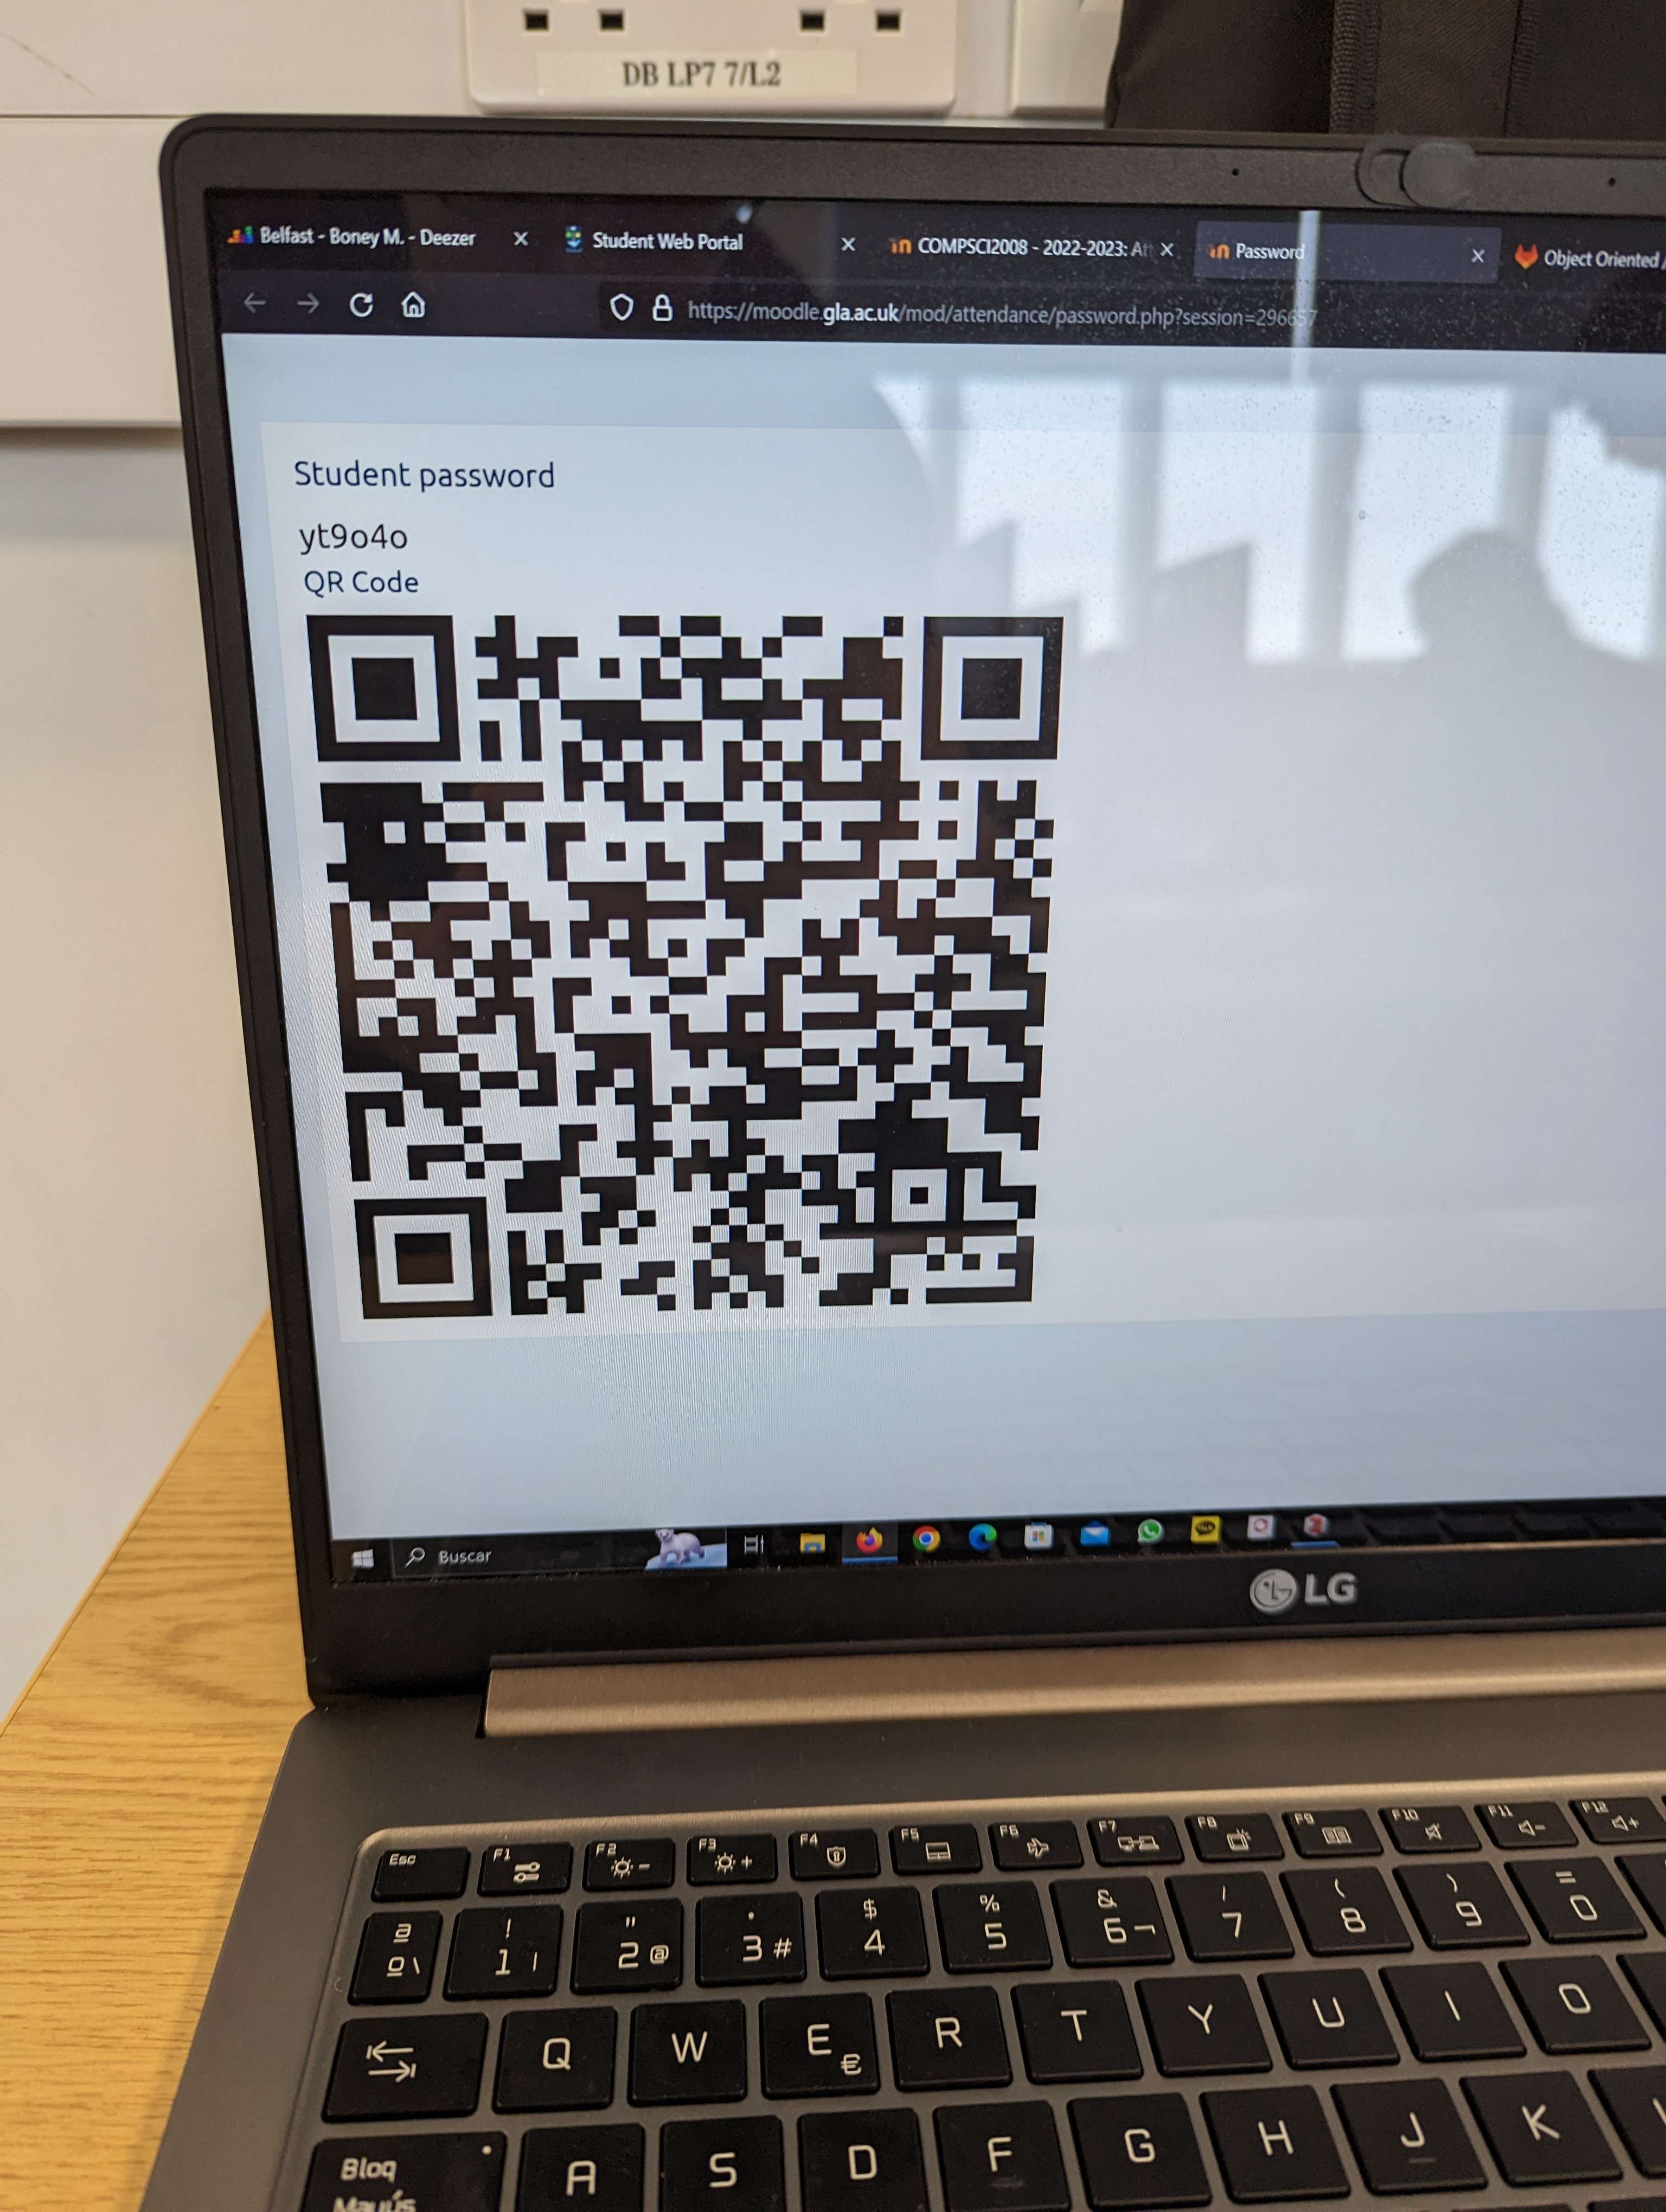 DB LP7 7/L2
Belfast - Boney M. - Deezer
Student Web Portal
COMPSCI2008 - 2022-2023: Att
Password
Object Oriented
https://moodle.gla.ac.uk/mod/attendance/password.php?session=296657
Student password
yt9o4o
QR Code
Buscar
LG
Esc F1 F2 F3 F4 F5 F6 F7 F8 F9 F10 F11 F12
ª ! " · $ % & / ( ) =
º \ 1 | 2 @ 3 # 4 5 6 ¬ 7 8 9 0
Q W E € R T Y U I O
Bloq A S D F G H J K
Mayús